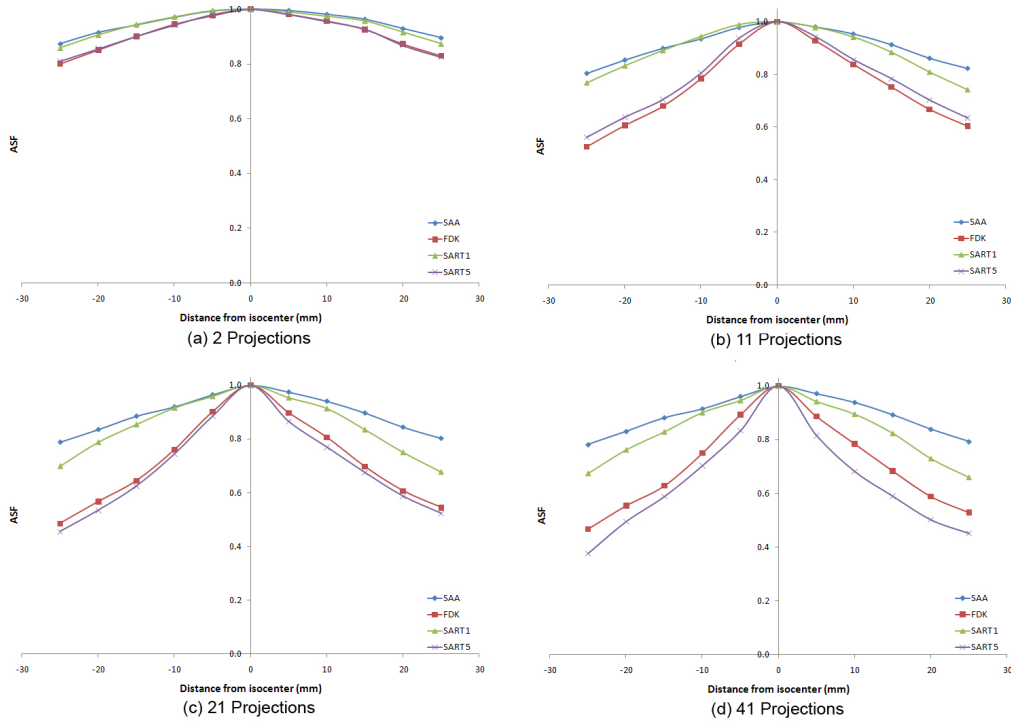 1.0
0.8
0.6
0.4
0.2
0.0
ASF
SAA
FDK
SART1
SART5
-30 -20 -10 0 10 20 30
Distance from isocenter (mm)
(a) 2 Projections
1.0
0.8
0.6
0.4
0.2
0.0
ASF
SAA
FDK
SART1
SART5
-30 -20 -10 0 10 20 30
Distance from isocenter (mm)
(b) 11 Projections
1.0
0.8
0.6
0.4
0.2
0.0
ASF
SAA
FDK
SART1
SART5
-30 -20 -10 0 10 20 30
Distance from isocenter (mm)
(c) 21 Projections
1.0
0.8
0.6
0.4
0.2
0.0
ASF
SAA
FDK
SART1
SART5
-30 -20 -10 0 10 20 30
Distance from isocenter (mm)
(d) 41 Projections